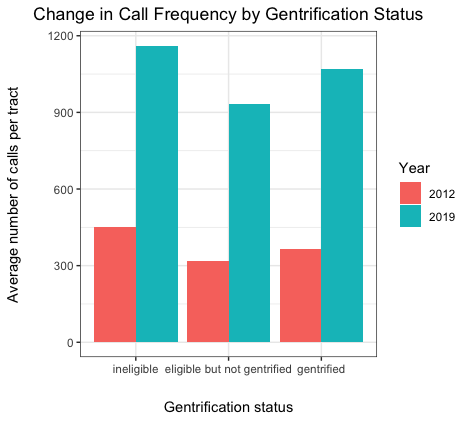 Change in Call Frequency by Gentrification Status
Average number of calls per tract
1200
900
600
300
0
ineligible eligible but not gentrified gentrified
Gentrification status
Year
2012
2019